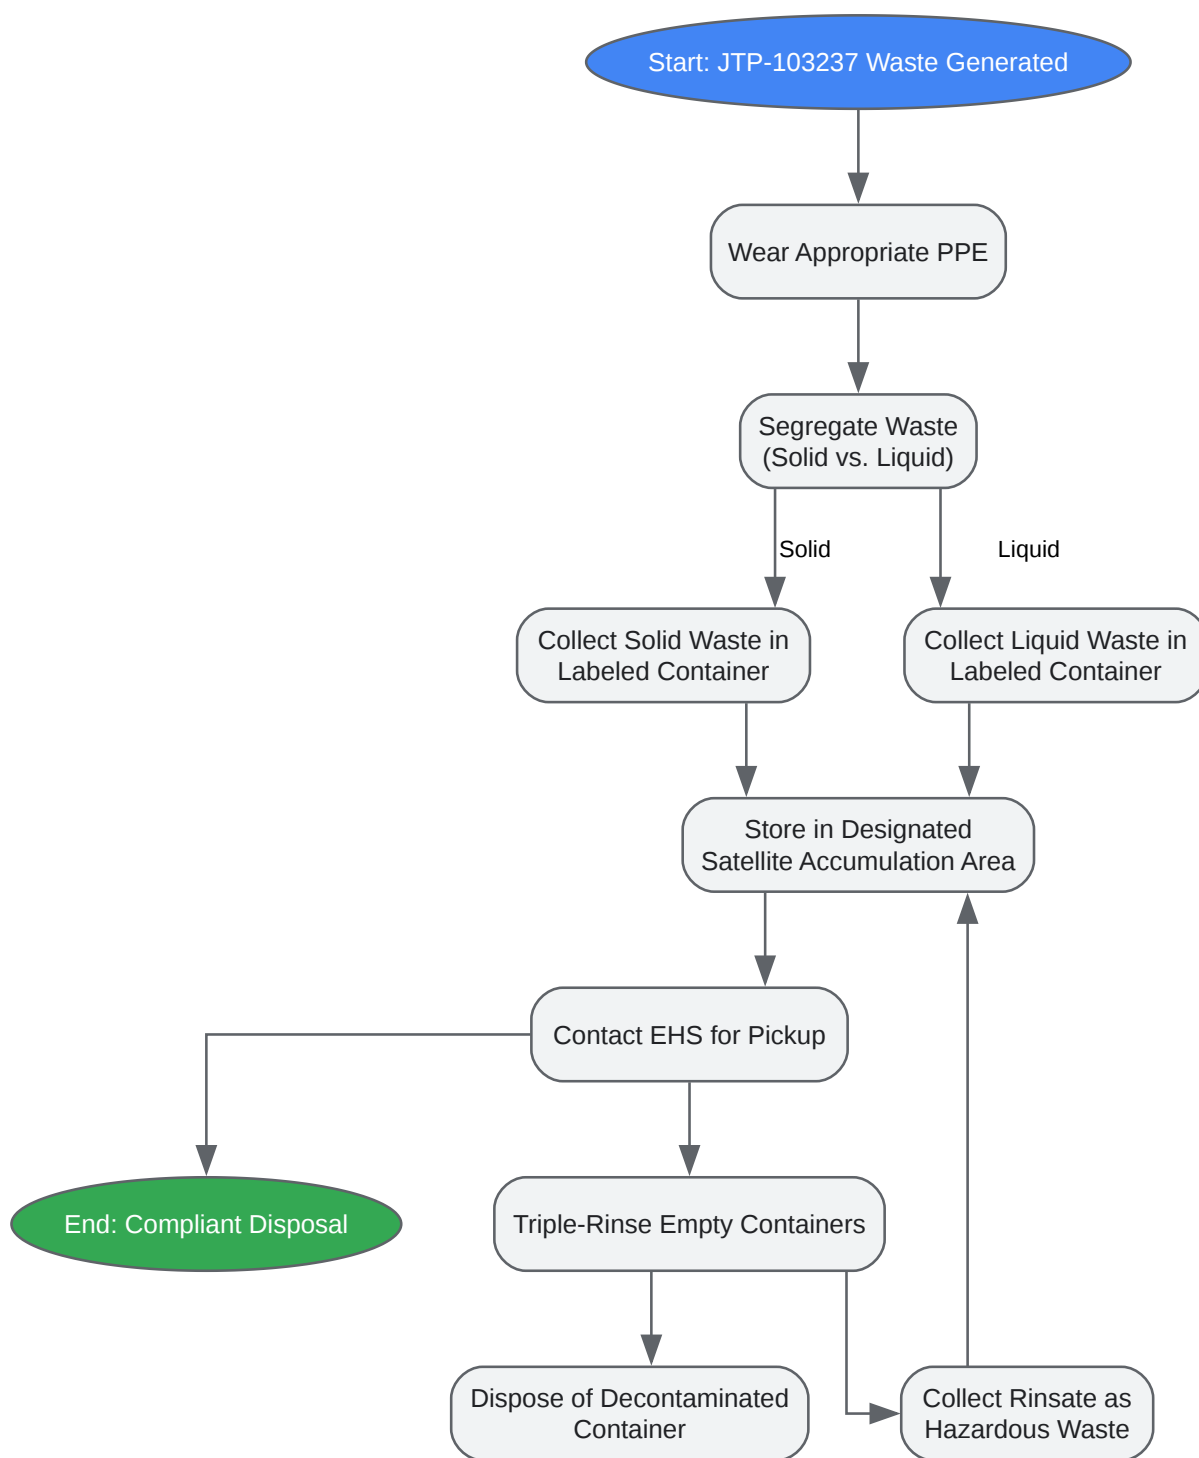 Start: JTP-103237 Waste Generated
Wear Appropriate PPE
Segregate Waste
(Solid vs. Liquid)
Solid
Liquid
Collect Solid Waste in
Labeled Container
Collect Liquid Waste in
Labeled Container
Store in Designated
Satellite Accumulation Area
Contact EHS for Pickup
End: Compliant Disposal
Triple-Rinse Empty Containers
Dispose of Decontaminated
Container
Collect Rinsate as
Hazardous Waste